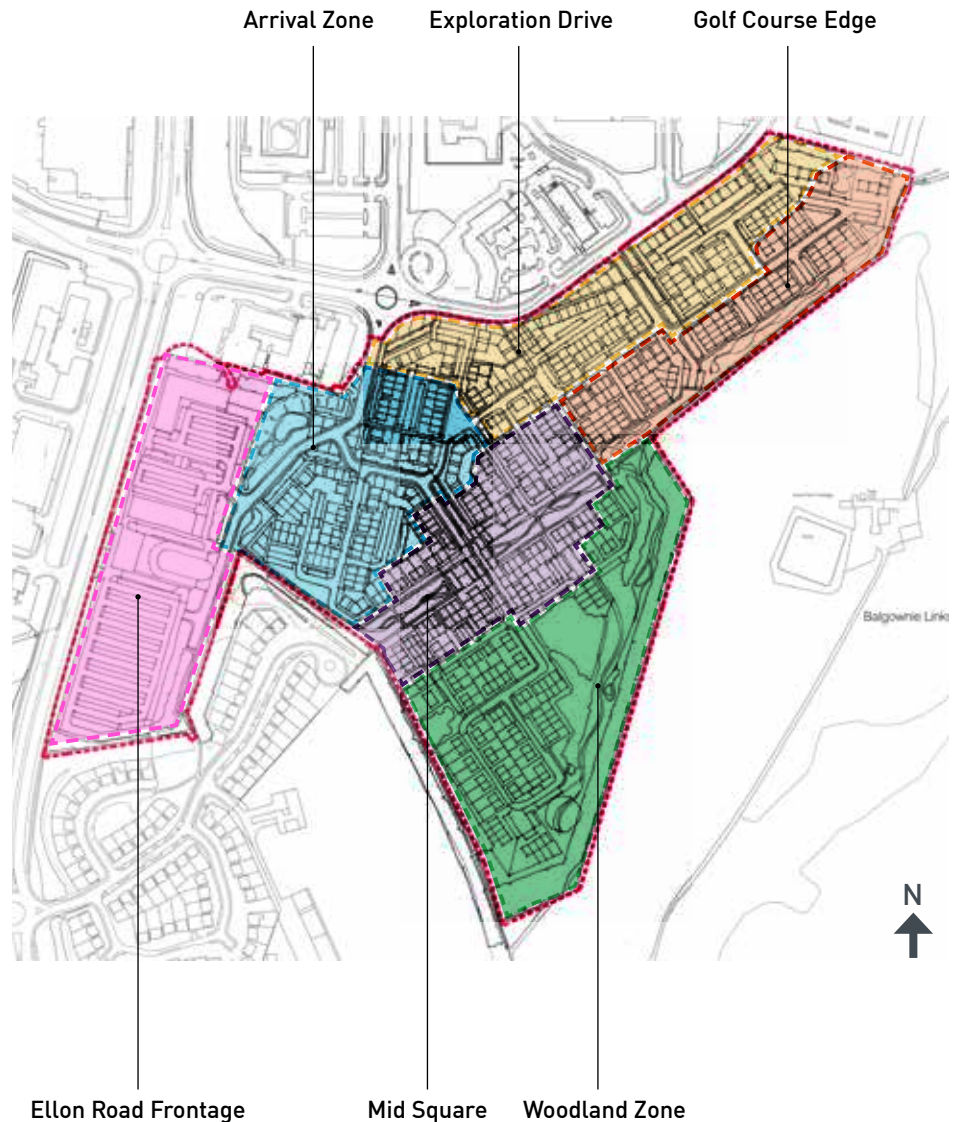 Arrival Zone
Exploration Drive
Golf Course Edge
Balgownie Links
N
Ellon Road Frontage
Mid Square
Woodland Zone